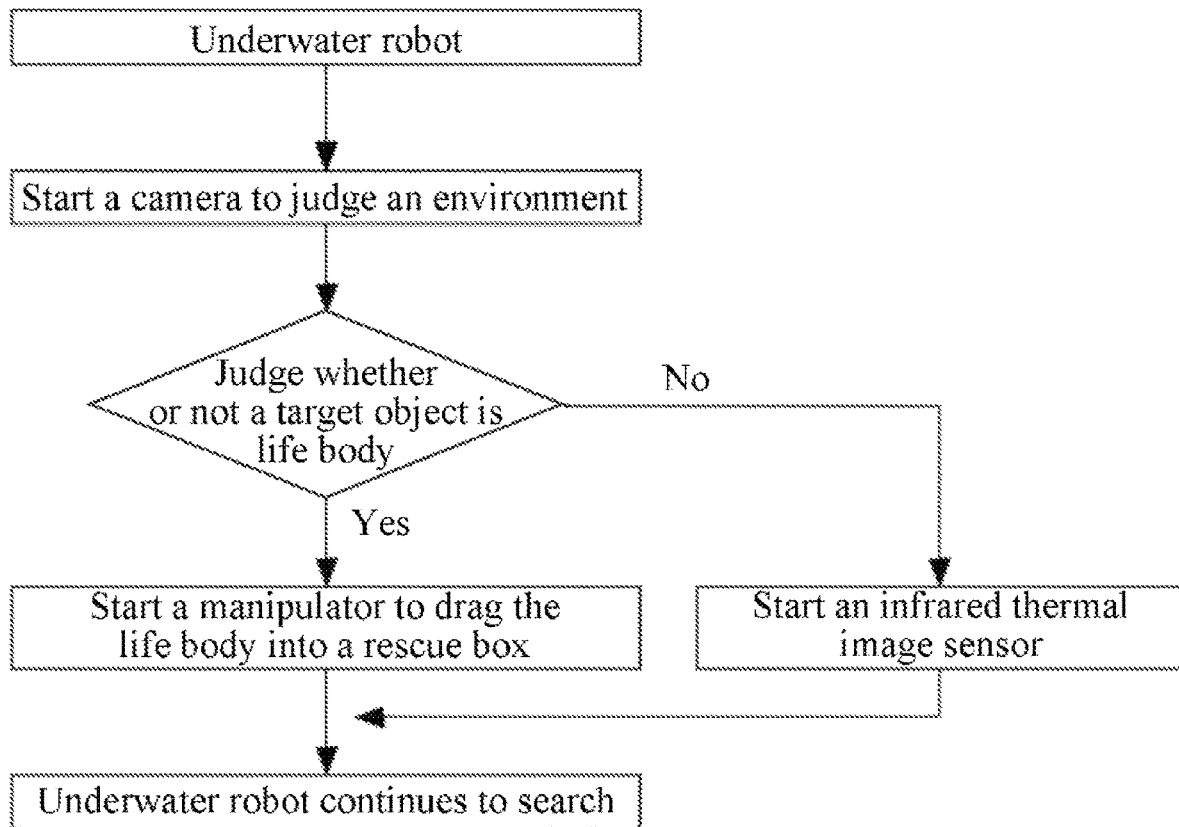 Underwater robot
Start a camera to judge an environment
Judge whether
or not a target object is
life body
No
Yes
Start a manipulator to drag the
life body into a rescue box
Start an infrared thermal
image sensor
Underwater robot continues to search